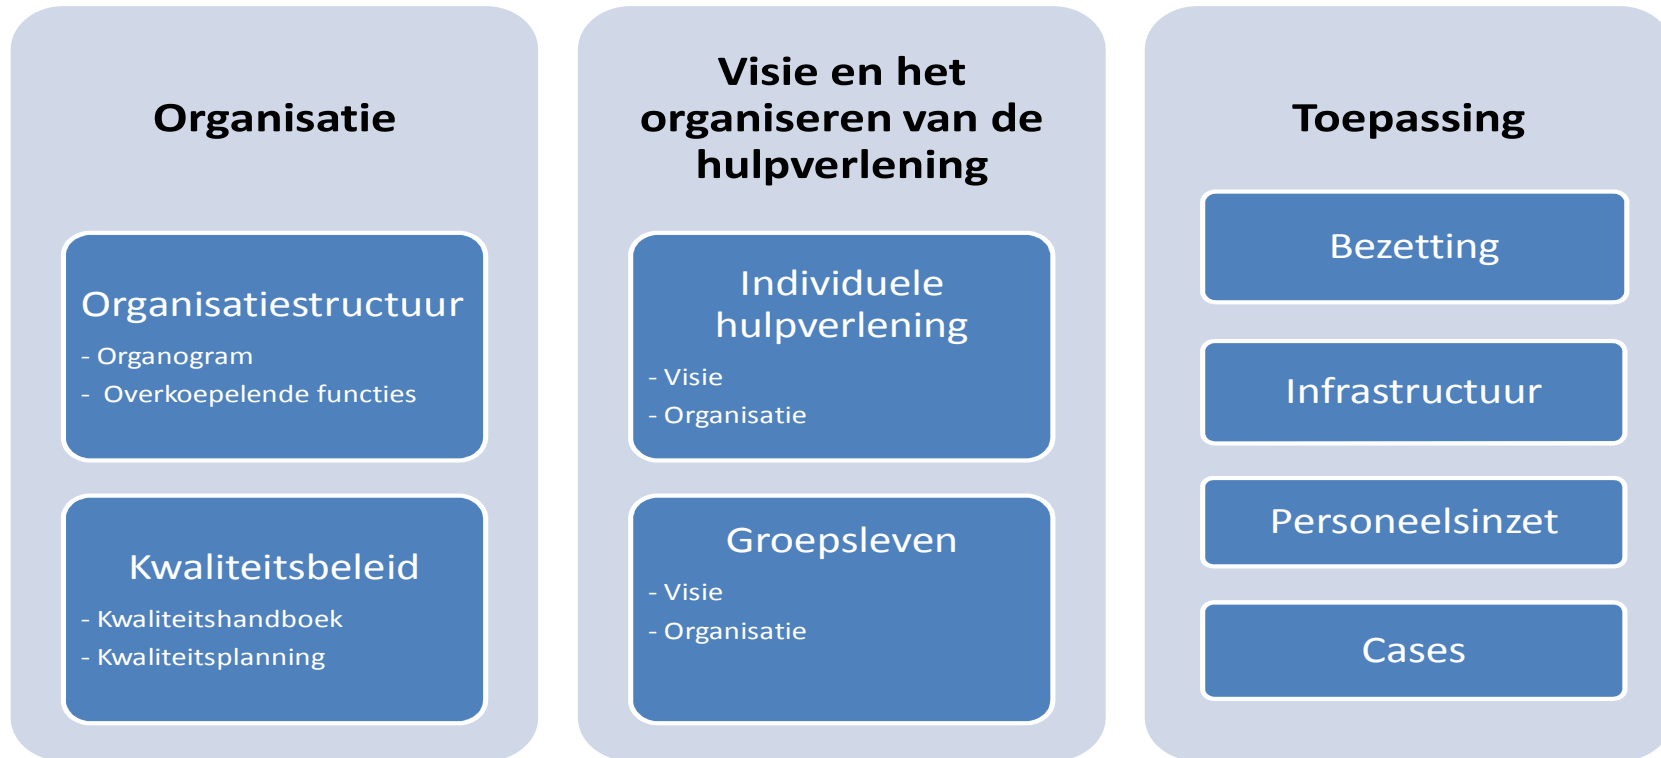 Organisatie
Organisatiestructuur
- Organogram
- Overkoepelende functies
Kwaliteitsbeleid
- Kwaliteitshandboek
- Kwaliteitsplanning
Visie en het
organiseren van de
hulpverlening
Individuele
hulpverlening
- Visie
- Organisatie
Groepsleven
- Visie
- Organisatie
Toepassing
Bezetting
Infrastructuur
Personeelsinzet
Cases